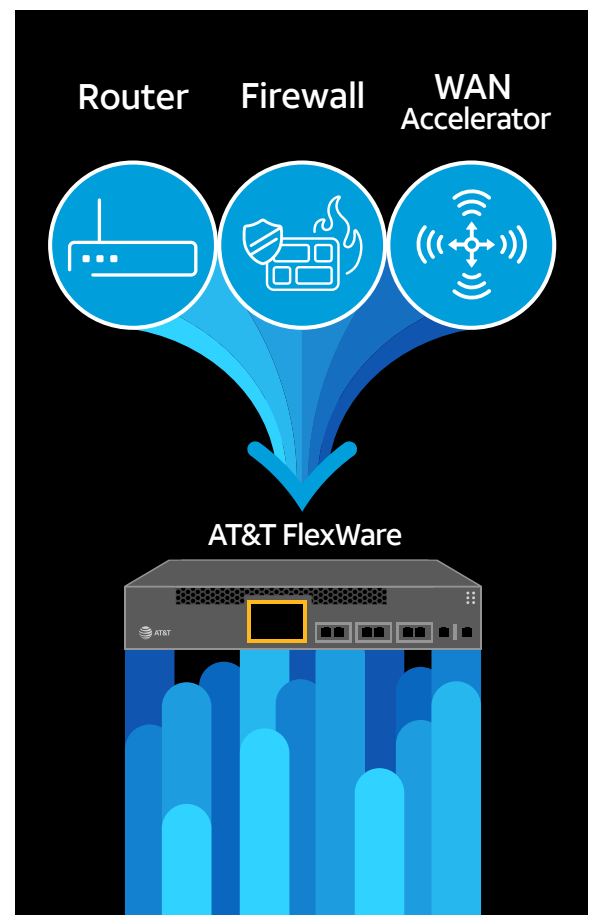 Router
Firewall
WAN
Accelerator
AT&T FlexWare
AT&T